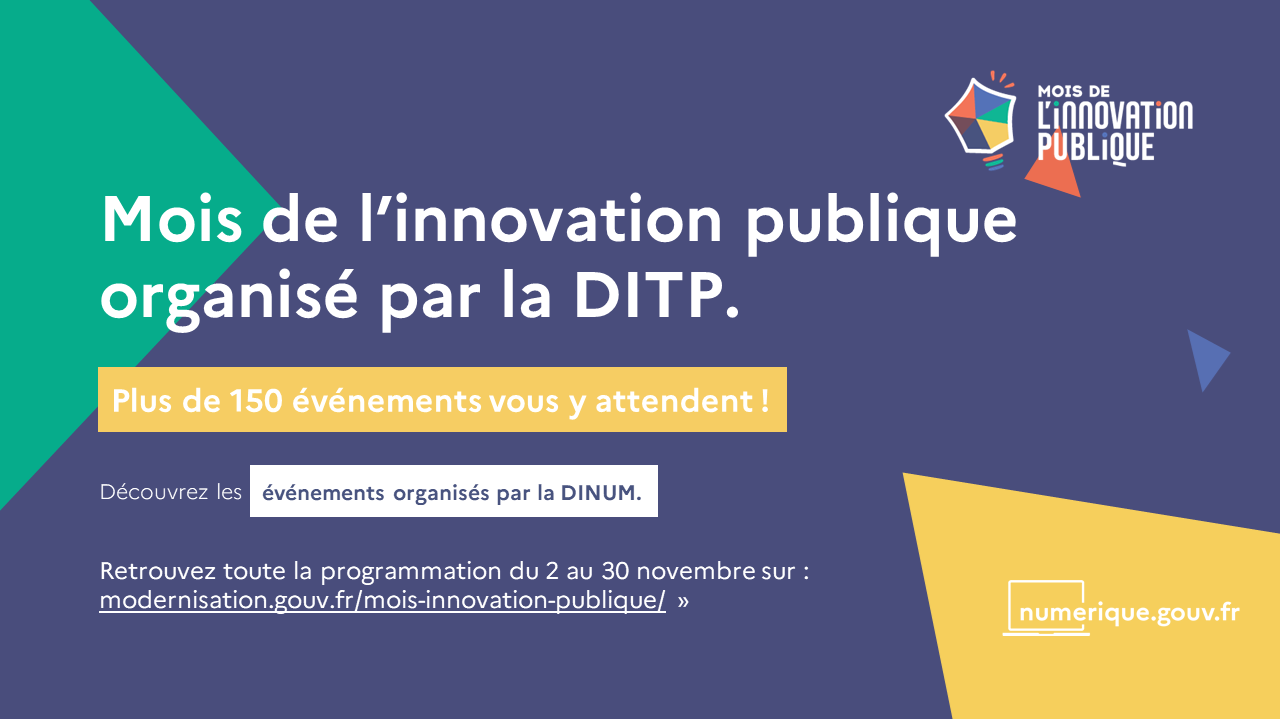 MOIS DE
L'iNNOVATiON
PUBLiQUE
Mois de l’innovation publique
organisé par la DITP.
Plus de 150 événements vous y attendent !
Découvrez les événements organisés par la DINUM.
Retrouvez toute la programmation du 2 au 30 novembre sur :
modernisation.gouv.fr/mois-innovation-publique/ »
numerique.gouv.fr